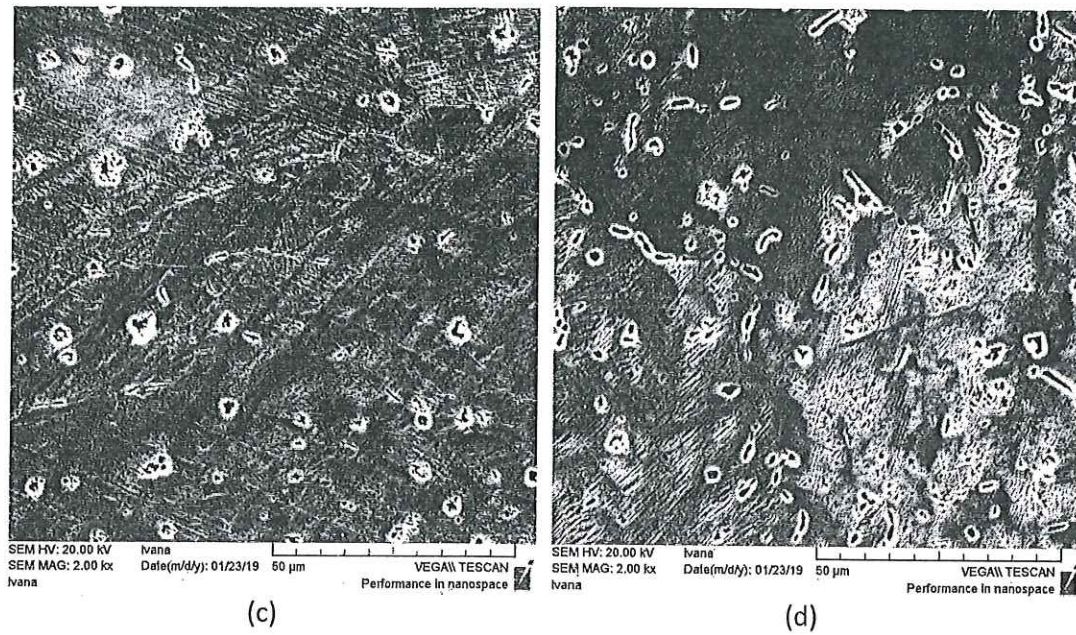 SEM HV: 20.00 kV Ivana
SEM MAG: 2.00 kx Date(m/d/y): 01/23/19 60 µm VEGA\\ TESCAN
Ivana Performance in nanospace
(c)
SEM HV: 20.00 kV Ivana
SEM MAG: 2.00 kx Date(m/d/y): 01/23/19 50 µm VEGA\\ TESCAN
Ivana Performance in nanospace
(d)